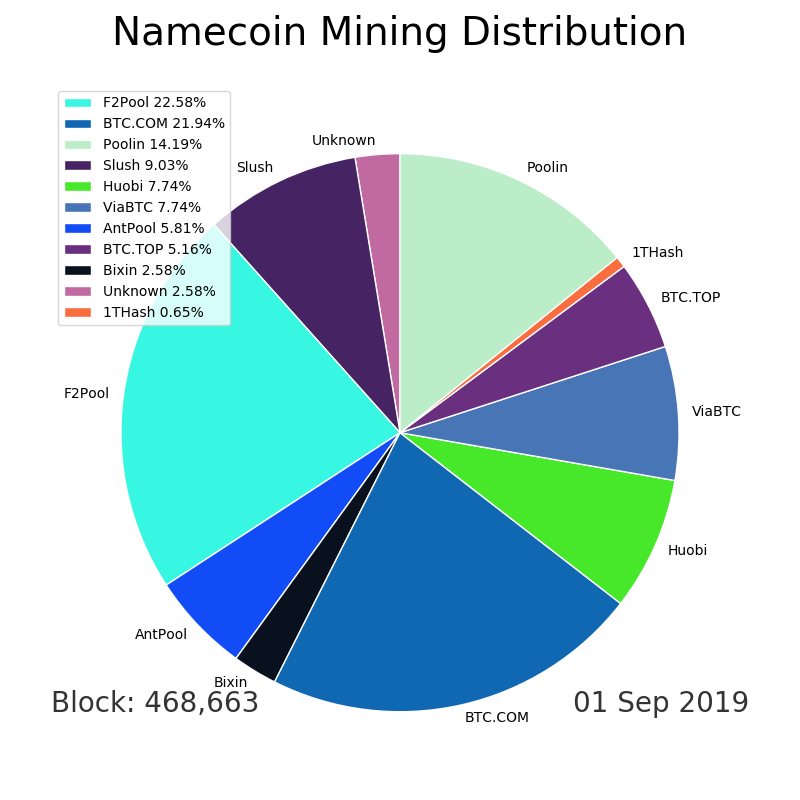 Namecoin Mining Distribution
F2Pool 22.58%
BTC.COM 21.94%
Poolin 14.19%
Slush 9.03%
Huobi 7.74%
ViaBTC 7.74%
AntPool 5.81%
BTC.TOP 5.16%
Bixin 2.58%
Unknown 2.58%
1THash 0.65%
Unknown
Slush
Poolin
1THash
BTC.TOP
F2Pool
ViaBTC
Huobi
AntPool
Bixin
BTC.COM
Block: 468,663
01 Sep 2019